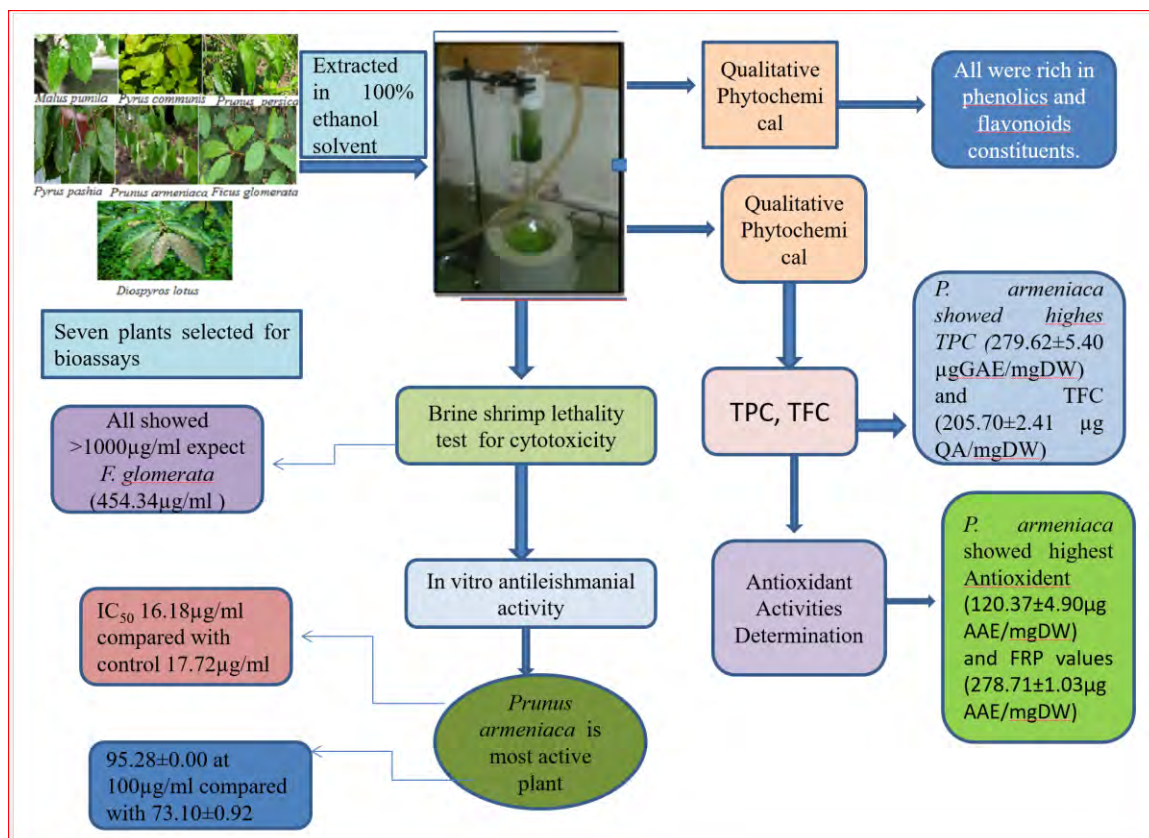 Malus pumila Pyrus communis Prunus persica
Pyrus pashia Prunus armeniaca Ficus glomerata
Diospyros lotus
Seven plants selected for
bioassays
Extracted
in 100%
ethanol
solvent
Qualitative
Phytochemi
cal
All were rich in
phenolics and
flavonoids
constituents.
Qualitative
Phytochemi
cal
TPC, TFC
P. armeniaca
showed highes
TPC (279.62±5.40
µgGAE/mgDW)
and TFC
(205.70±2.41 µg
QA/mgDW)
Antioxidant
Activities
Determination
P. armeniaca
showed highest
Antioxident
(120.37±4.90µg
AAE/mgDW)
and FRP values
(278.71±1.03µg
AAE/mgDW)
Brine shrimp lethality
test for cytotoxicity
All showed
>1000µg/ml expect
F. glomerata
(454.34µg/ml )
In vitro antileishmanial
activity
IC₅₀ 16.18µg/ml
compared with
control 17.72µg/ml
Prunus
armeniaca is
most active
plant
95.28±0.00 at
100µg/ml compared
with 73.10±0.92